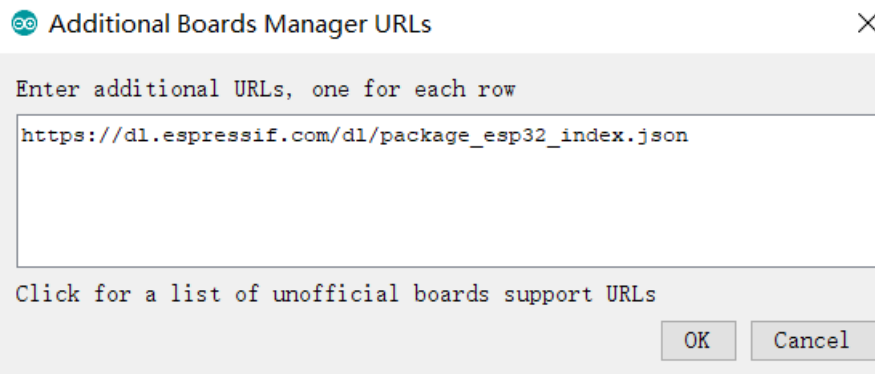 Additional Boards Manager URLs
Enter additional URLs, one for each row
https://dl.espressif.com/dl/package_esp32_index.json
Click for a list of unofficial boards support URLs
OK Cancel